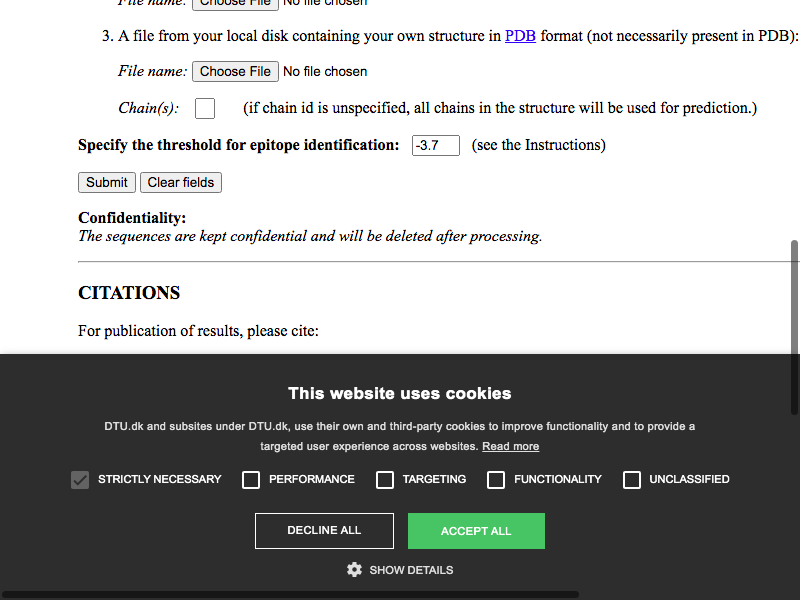 File name: Choose File No file chosen
3. A file from your local disk containing your own structure in PDB format (not necessarily present in PDB):
File name: Choose File No file chosen
Chain(s): (if chain id is unspecified, all chains in the structure will be used for prediction.)
Specify the threshold for epitope identification: -3.7 (see the Instructions)
Submit Clear fields
Confidentiality:
The sequences are kept confidential and will be deleted after processing.
CITATIONS
For publication of results, please cite:
This website uses cookies
DTU.dk and subsites under DTU.dk, use their own and third-party cookies to improve functionality and to provide a
targeted user experience across websites. Read more
STRICTLY NECESSARY PERFORMANCE TARGETING FUNCTIONALITY UNCLASSIFIED
DECLINE ALL ACCEPT ALL
SHOW DETAILS